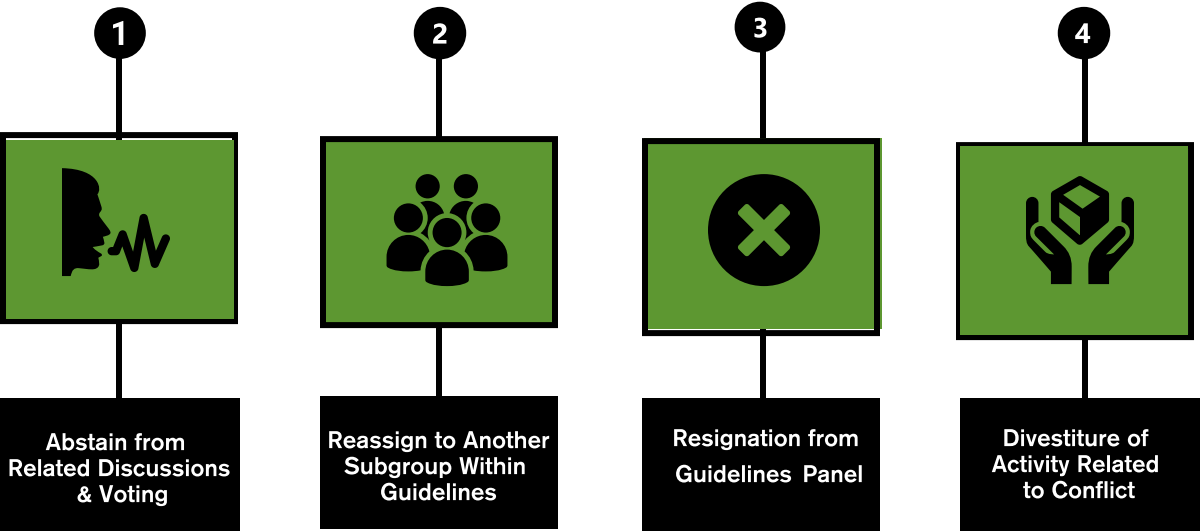 1
2
3
4
Abstain from
Related Discussions
& Voting
Reassign to Another
Subgroup Within
Guidelines
Resignation from
Guidelines Panel
Divestiture of
Activity Related
to Conflict